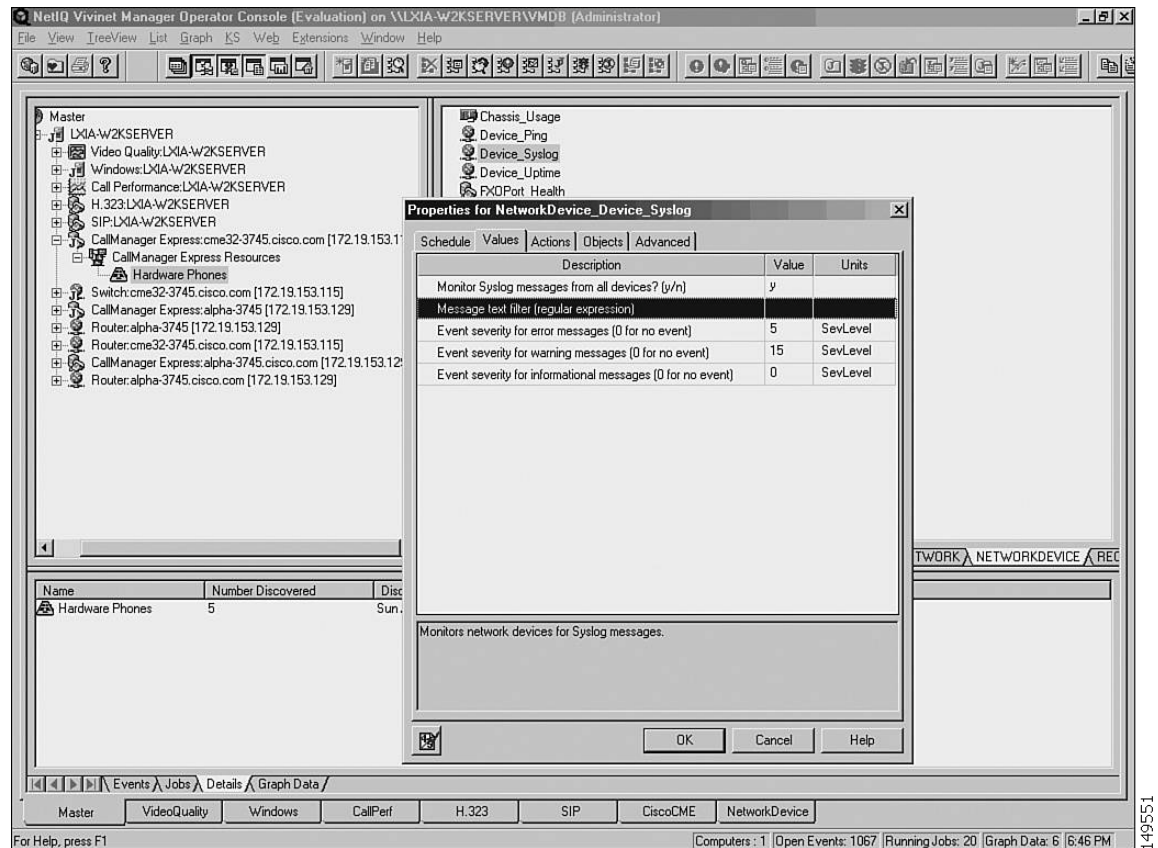 NetIQ Vivinet Manager Operator Console (Evaluation) on \\LXIA-W2KSERVER\VMDB (Administrator)
File View TreeView List Graph KS Web Extensions Window Help
Master
LXIA-W2KSERVER
Video Quality:LXIA-W2KSERVER
Windows:LXIA-W2KSERVER
Call Performance:LXIA-W2KSERVER
H.323:LXIA-W2KSERVER
SIP:LXIA-W2KSERVER
CallManager Express:cme32-3745.cisco.com [172.19.153.1
CallManager Express Resources
Hardware Phones
Switch:cme32-3745.cisco.com [172.19.153.115]
CallManager Express:alpha-3745 [172.19.153.129]
Router:alpha-3745 [172.19.153.129]
Router:cme32-3745.cisco.com [172.19.153.115]
CallManager Express:alpha-3745.cisco.com [172.19.153.12
Router:alpha-3745.cisco.com [172.19.153.129]
Chassis_Usage
Device_Ping
Device_Syslog
Device_Uptime
FXOPort_Health
Properties for NetworkDevice_Device_Syslog
Schedule Values Actions Objects Advanced
Description Value Units
Monitor Syslog messages from all devices? (y/n) y
Message text filter (regular expression)
Event severity for error messages (0 for no event) 5 SevLevel
Event severity for warning messages (0 for no event) 15 SevLevel
Event severity for informational messages (0 for no event) 0 SevLevel
Monitors network devices for Syslog messages.
OK Cancel Help
TWORK NETWORKDEVICE REC
Name Number Discovered Disc
Hardware Phones 5 Sun.
Events Jobs Details Graph Data
Master VideoQuality Windows CallPerf H.323 SIP CiscoCME NetworkDevice
For Help, press F1
Computers : 1 Open Events: 1067 Running Jobs: 20 Graph Data: 6 6:46 PM
149551